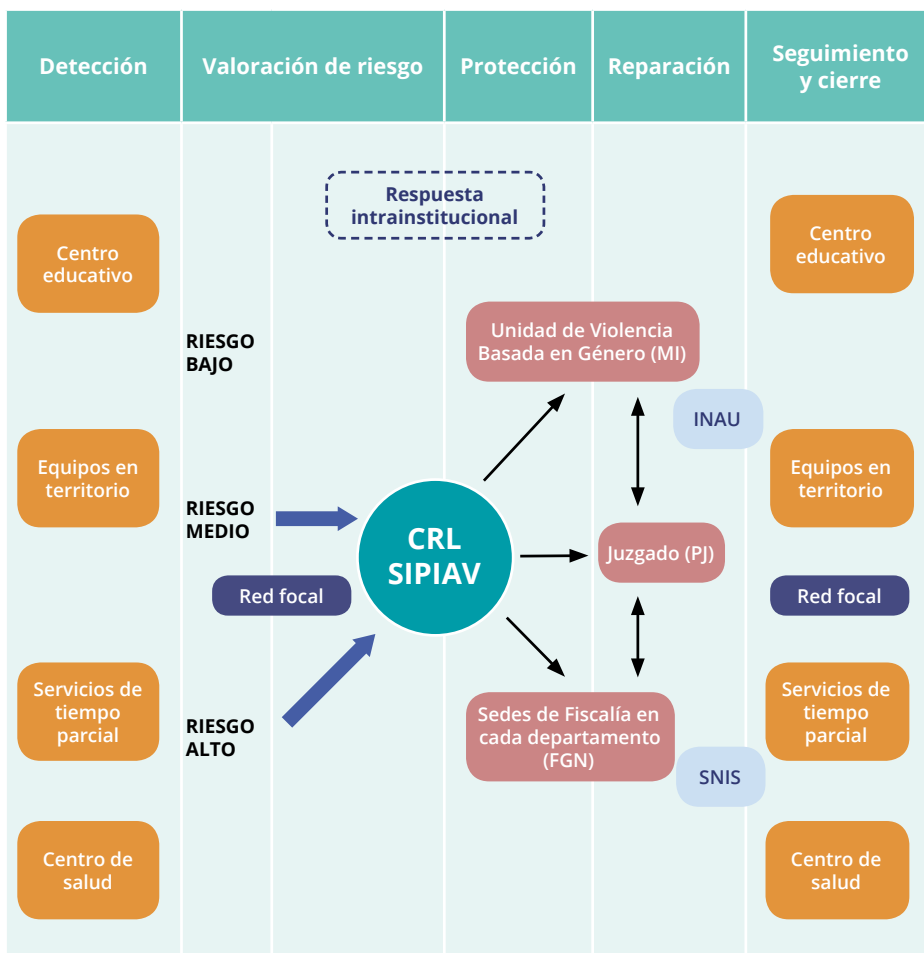 Detección
Valoración de riesgo
Protección
Reparación
Seguimiento
y cierre
Respuesta
intrainstitucional
Centro
educativo
Centro
educativo
RIESGO
BAJO
Unidad de Violencia
Basada en Género (MI)
INAU
Equipos en
territorio
Equipos en
territorio
RIESGO
MEDIO
CRL
SIPIAV
Juzgado (PJ)
Red focal
Red focal
Servicios de
tiempo
parcial
Servicios de
tiempo
parcial
RIESGO
ALTO
Sedes de Fiscalía en
cada departamento
(FGN)
SNIS
Centro de
salud
Centro de
salud